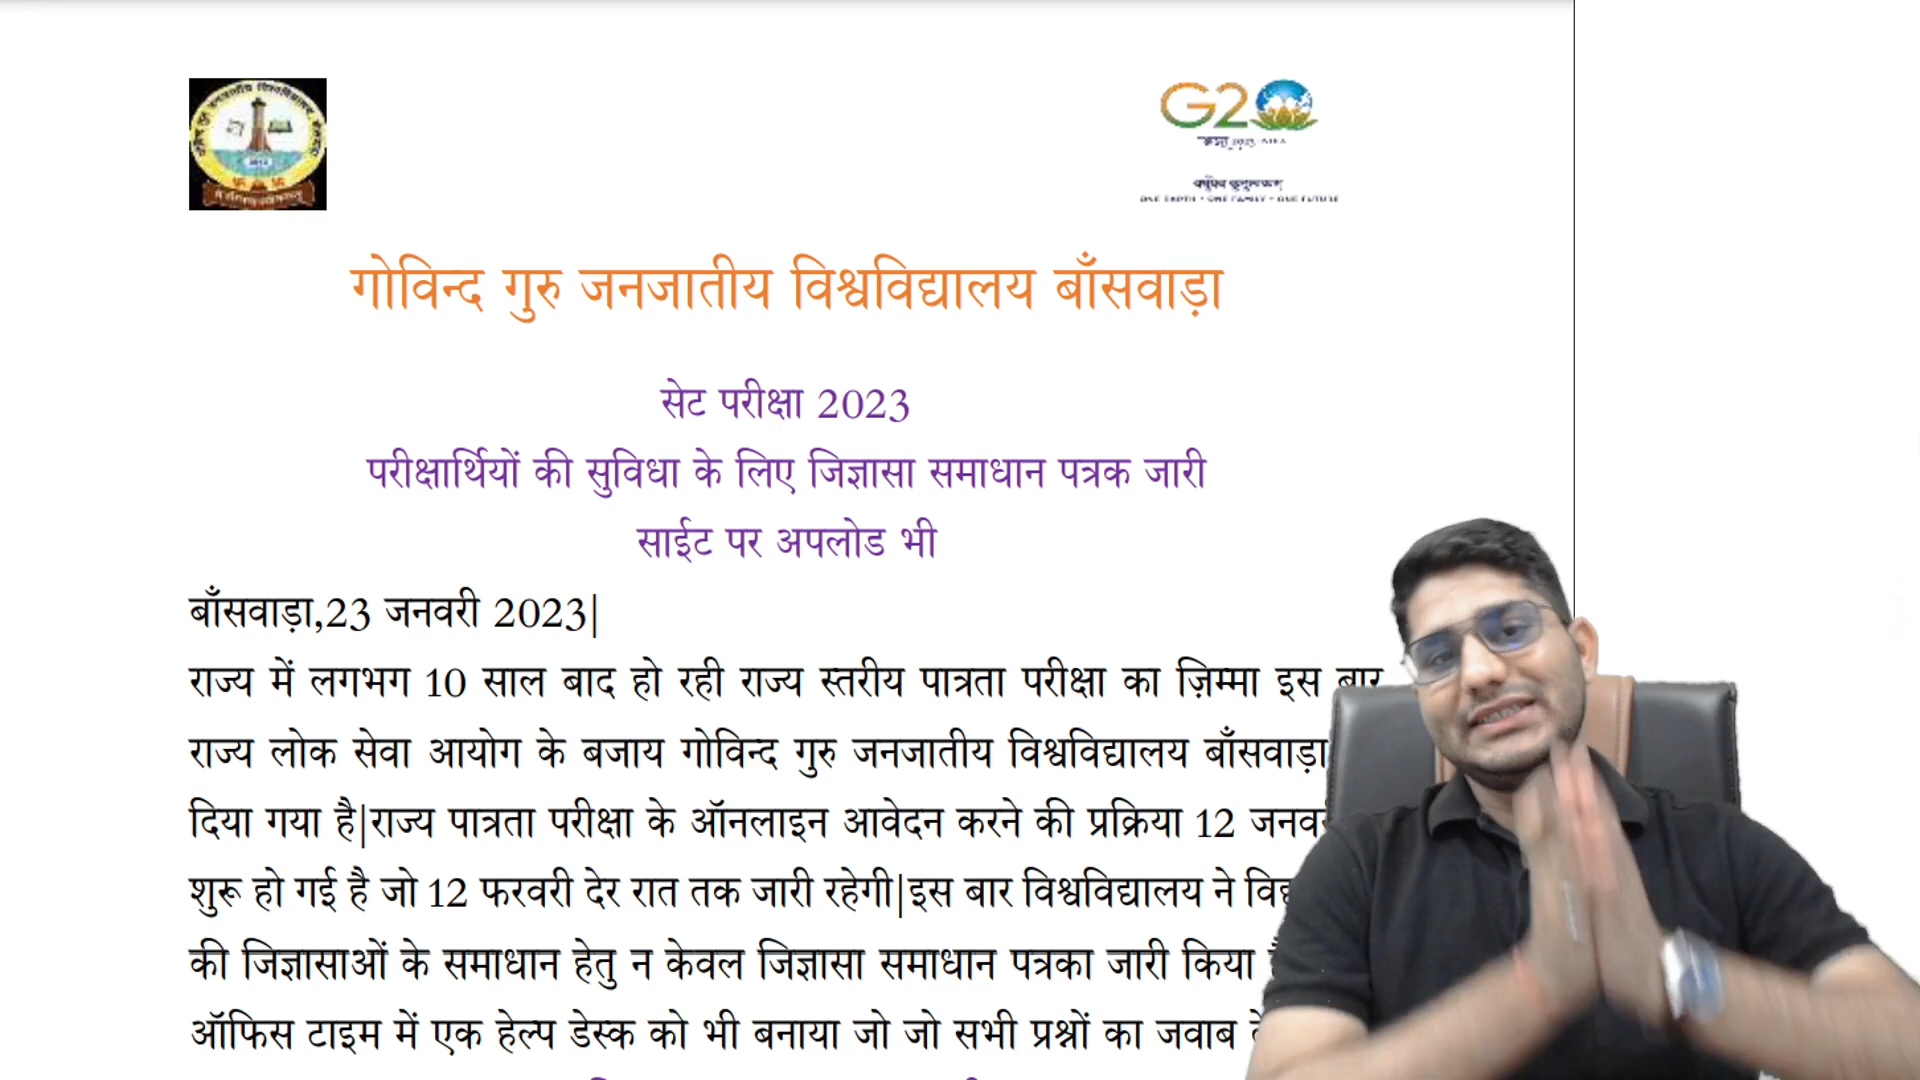 G20
गोविन्द गुरु जनजातीय विश्वविद्यालय बाँसवाड़ा
सेट परीक्षा 2023
परीक्षार्थियों की सुविधा के लिए जिज्ञासा समाधान पत्रक जारी
साईट पर अपलोड भी
बाँसवाड़ा,23 जनवरी 2023|
राज्य में लगभग 10 साल बाद हो रही राज्य स्तरीय पात्रता परीक्षा का ज़िम्मा इस बार
राज्य लोक सेवा आयोग के बजाय गोविन्द गुरु जनजातीय विश्वविद्यालय बाँसवाड़ा
दिया गया है|राज्य पात्रता परीक्षा के ऑनलाइन आवेदन करने की प्रक्रिया 12
शुरू हो गई है जो 12 फरवरी देर रात तक जारी रहेगी|इस बार विश्वविद्यालय ने
की जिज्ञासाओं के समाधान हेतु न केवल जिज्ञासा समाधान पत्रका जारी किया
ऑफिस टाइम में एक हेल्प डेस्क को भी बनाया जो जो सभी प्रश्नों का जवाब